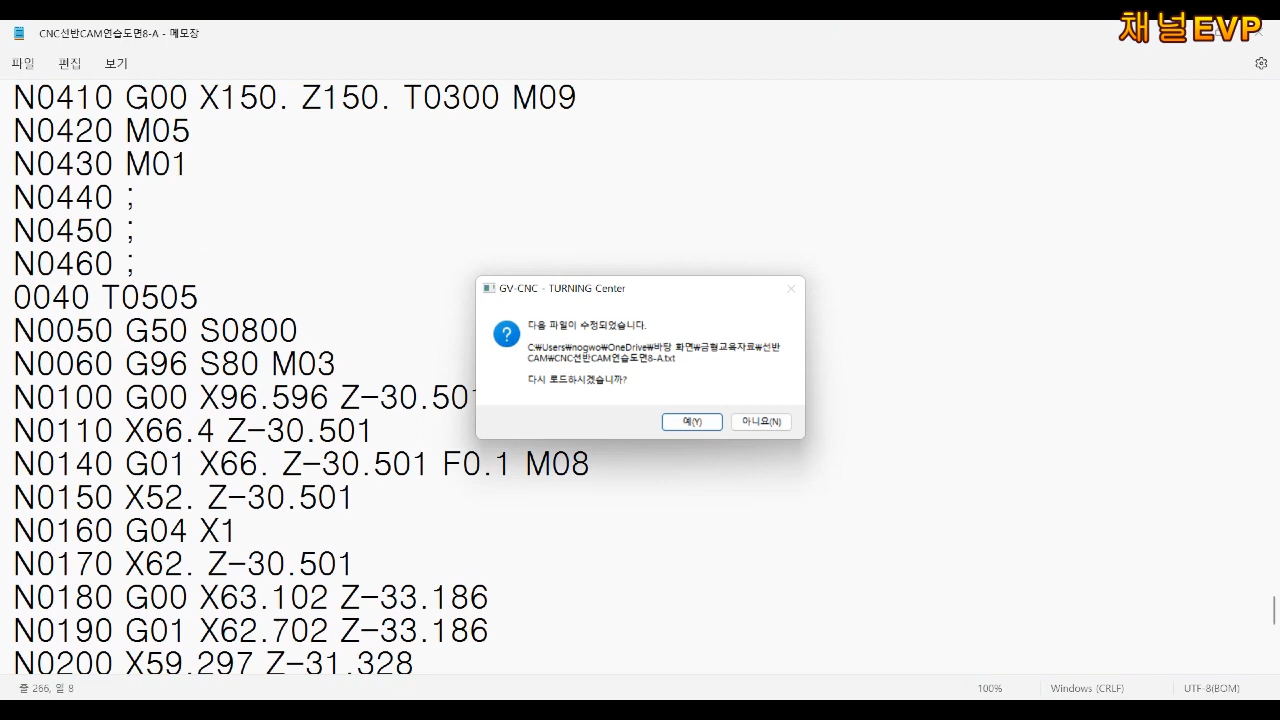 채널EVP
CNC선반CAM연습도면8-A - 메모장
파일 편집 보기
N0410 G00 X150. Z150. T0300 M09
N0420 M05
N0430 M01
N0440 ;
N0450 ;
N0460 ;
0040 T0505
N0050 G50 S0800
N0060 G96 S80 M03
N0100 G00 X96.596 Z-30.501
N0110 X66.4 Z-30.501
N0140 G01 X66. Z-30.501 F0.1 M08
N0150 X52. Z-30.501
N0160 G04 X1
N0170 X62. Z-30.501
N0180 G00 X63.102 Z-33.186
N0190 G01 X62.702 Z-33.186
N0200 X59.297 Z-31.328
GV-CNC - TURNING Center
다음 파일이 수정되었습니다.
C:₩Users₩nogwo₩OneDrive₩바탕 화면₩금형교육자료₩선반
CAM₩CNC선반CAM연습도면8-A.txt
다시 로드하시겠습니까?
예(Y) 아니요(N)
줄 266, 열 8 100% Windows (CRLF) UTF-8(BOM)